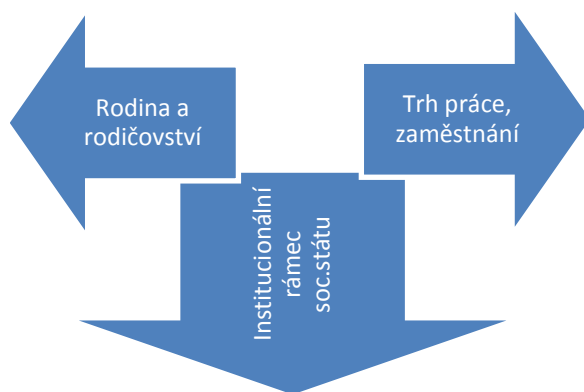 Rodina a
rodičovství
Trh práce,
zaměstnání
Institucionální
rámec
soc.státu